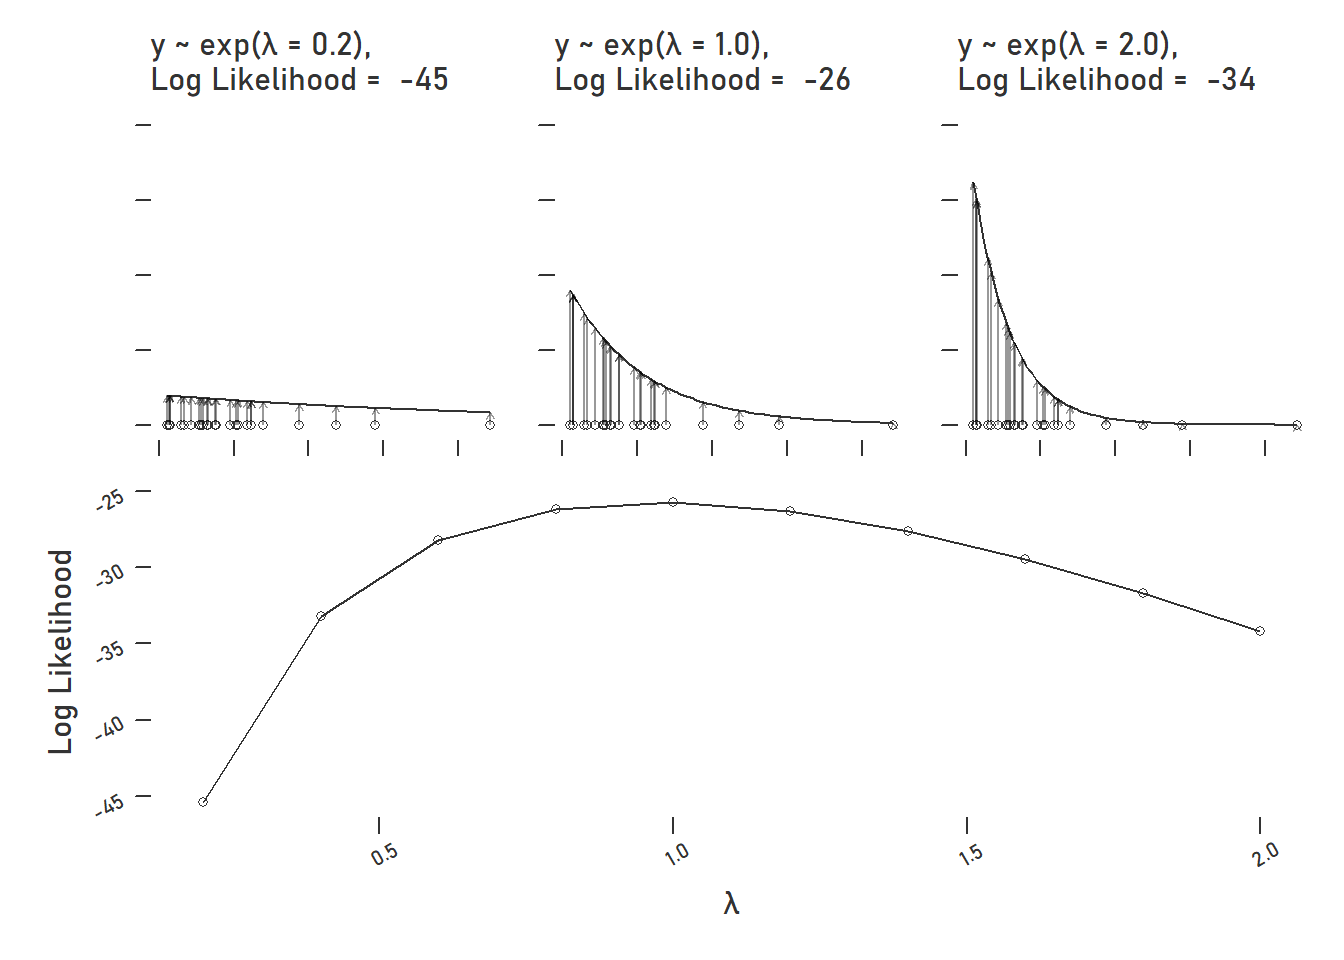 y ~ exp(λ = 0.2),
Log Likelihood =  -45
y ~ exp(λ = 1.0),
Log Likelihood =  -26
y ~ exp(λ = 2.0),
Log Likelihood =  -34
Log Likelihood
-25
-30
-35
-40
-45
0.5
1.0
1.5
2.0
λ